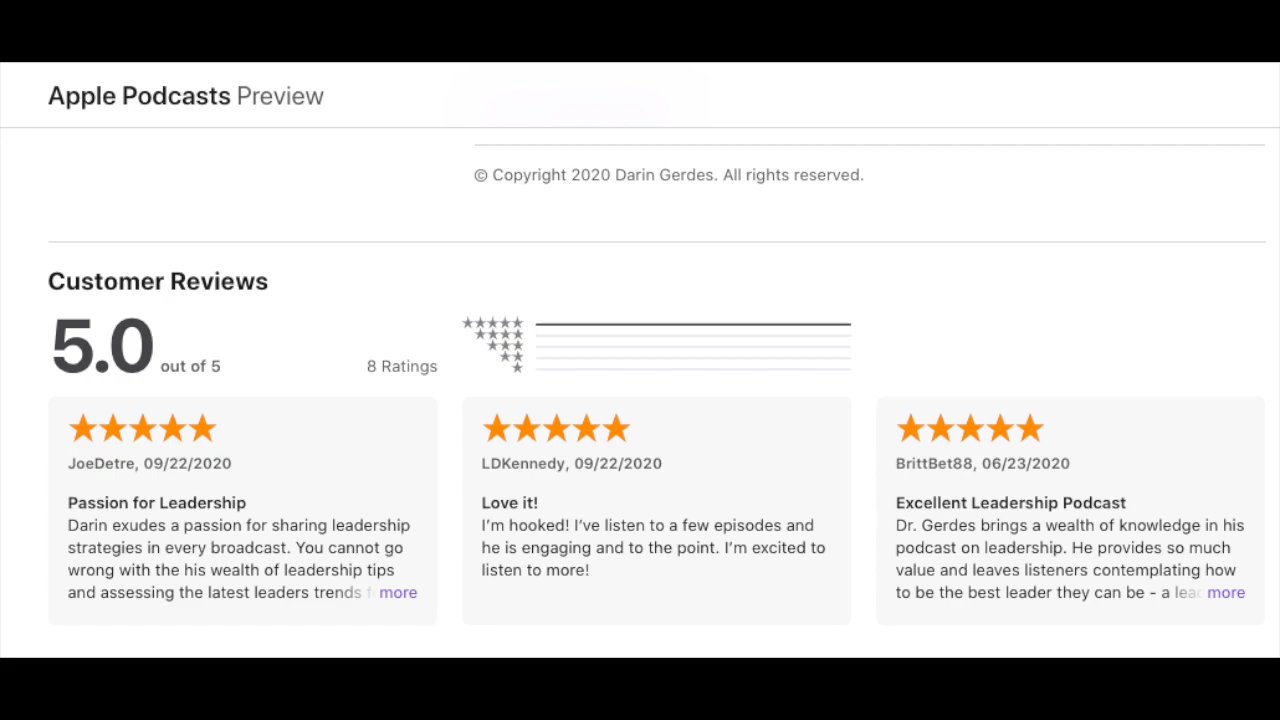 Apple Podcasts Preview
© Copyright 2020 Darin Gerdes. All rights reserved.
Customer Reviews
5.0 out of 5
8 Ratings
JoeDetre, 09/22/2020
Passion for Leadership
Darin exudes a passion for sharing leadership
strategies in every broadcast. You cannot go
wrong with the his wealth of leadership tips
and assessing the latest leaders trends more
LDKennedy, 09/22/2020
Love it!
I’m hooked! I’ve listen to a few episodes and
he is engaging and to the point. I’m excited to
listen to more!
BrittBet88, 06/23/2020
Excellent Leadership Podcast
Dr. Gerdes brings a wealth of knowledge in his
podcast on leadership. He provides so much
value and leaves listeners contemplating how
to be the best leader they can be - a more